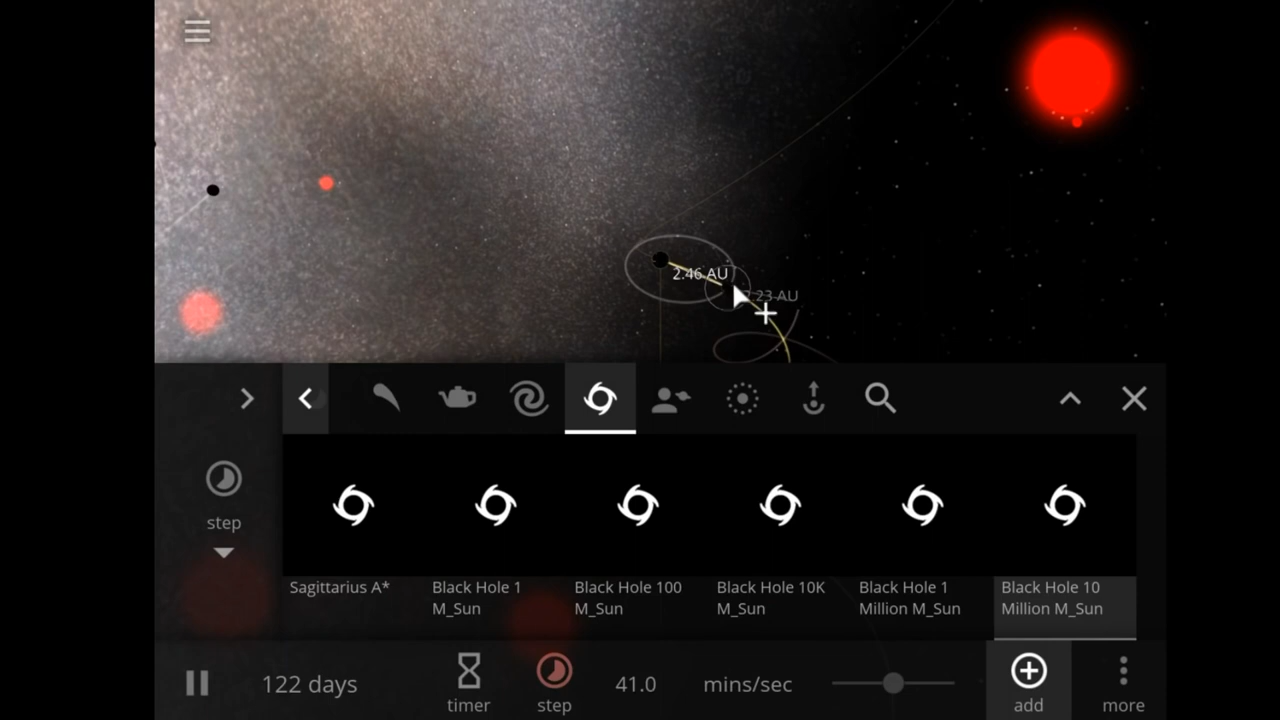 2.46 AU
2.23 AU
step
Sagittarius A*
Black Hole 1
M_Sun
Black Hole 100
M_Sun
Black Hole 10K
M_Sun
Black Hole 1
Million M_Sun
Black Hole 10
Million M_Sun
122 days
timer
step
41.0
mins/sec
add
more